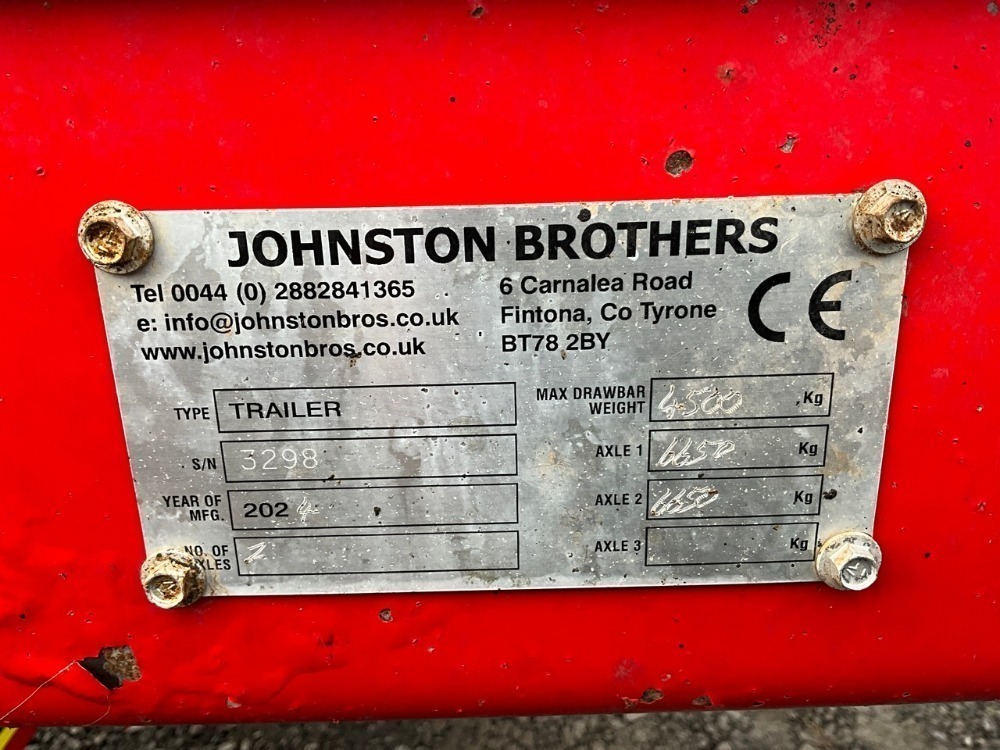 JOHNSTON BROTHERS
Tel 0044 (0) 2882841365
e: info@johnstonbros.co.uk
www.johnstonbros.co.uk
6 Carnalea Road
Fintona, Co Tyrone
BT78 2BY
CE
TYPE TRAILER
S/N 3298
YEAR OF MFG. 2024
NO. OF AXLES 2
MAX DRAWBAR
WEIGHT 4500 Kg
AXLE 1 6650 Kg
AXLE 2 6650 Kg
AXLE 3 Kg